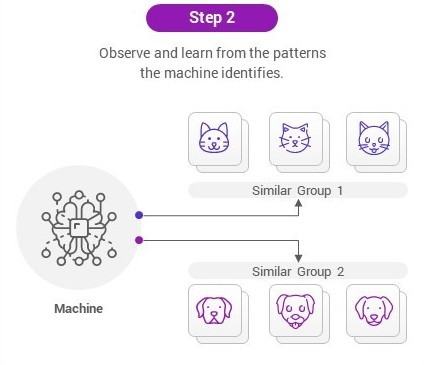 Step 2
Observe and learn from the patterns
the machine identifies.
Similar Group 1
Similar Group 2
Machine